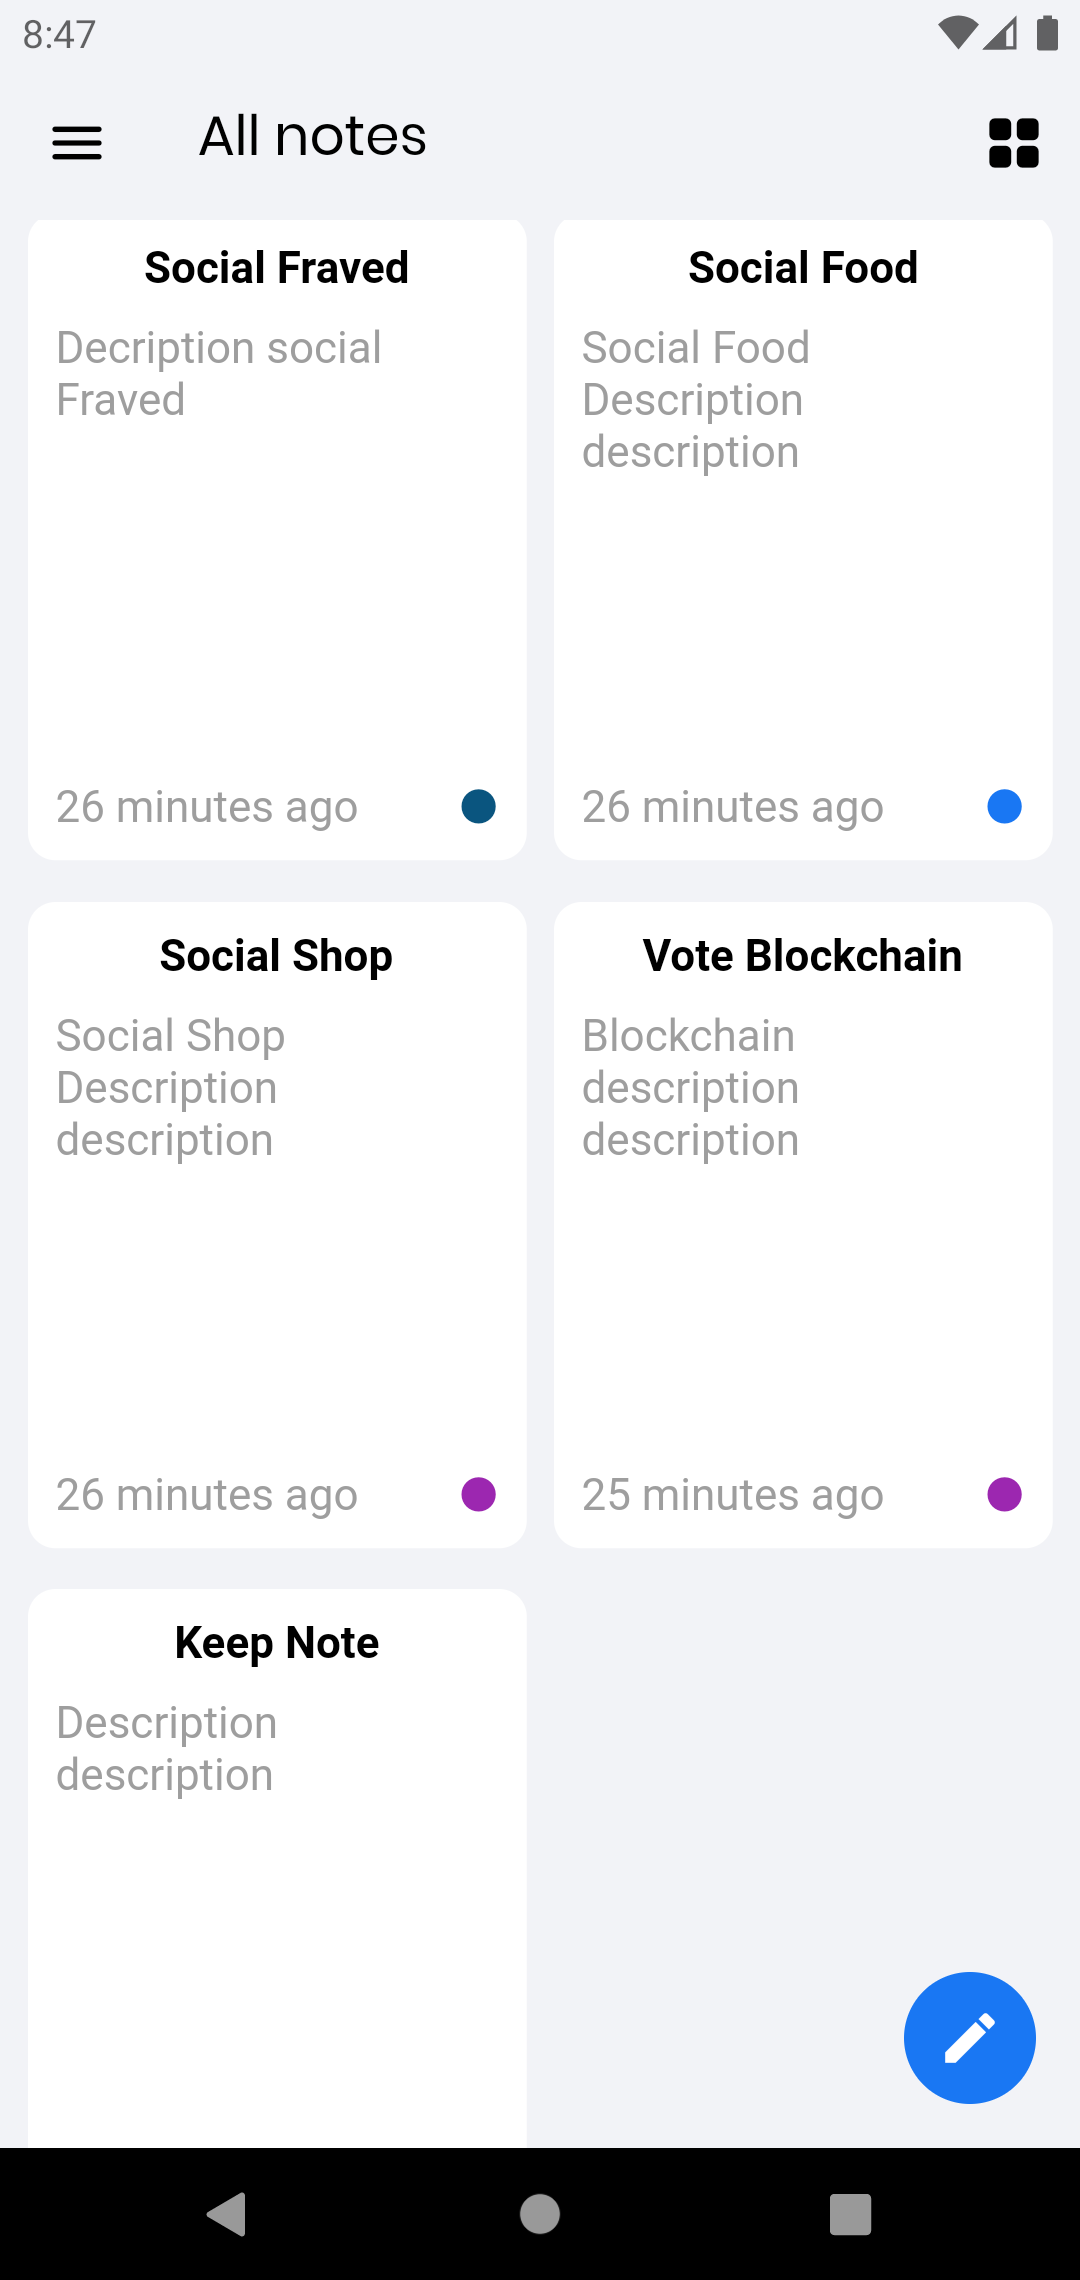 8:47
All notes
Social Fraved
Decription social
Fraved
26 minutes ago
Social Food
Social Food
Description
description
26 minutes ago
Social Shop
Social Shop
Description
description
26 minutes ago
Vote Blockchain
Blockchain
description
description
25 minutes ago
Keep Note
Description
description